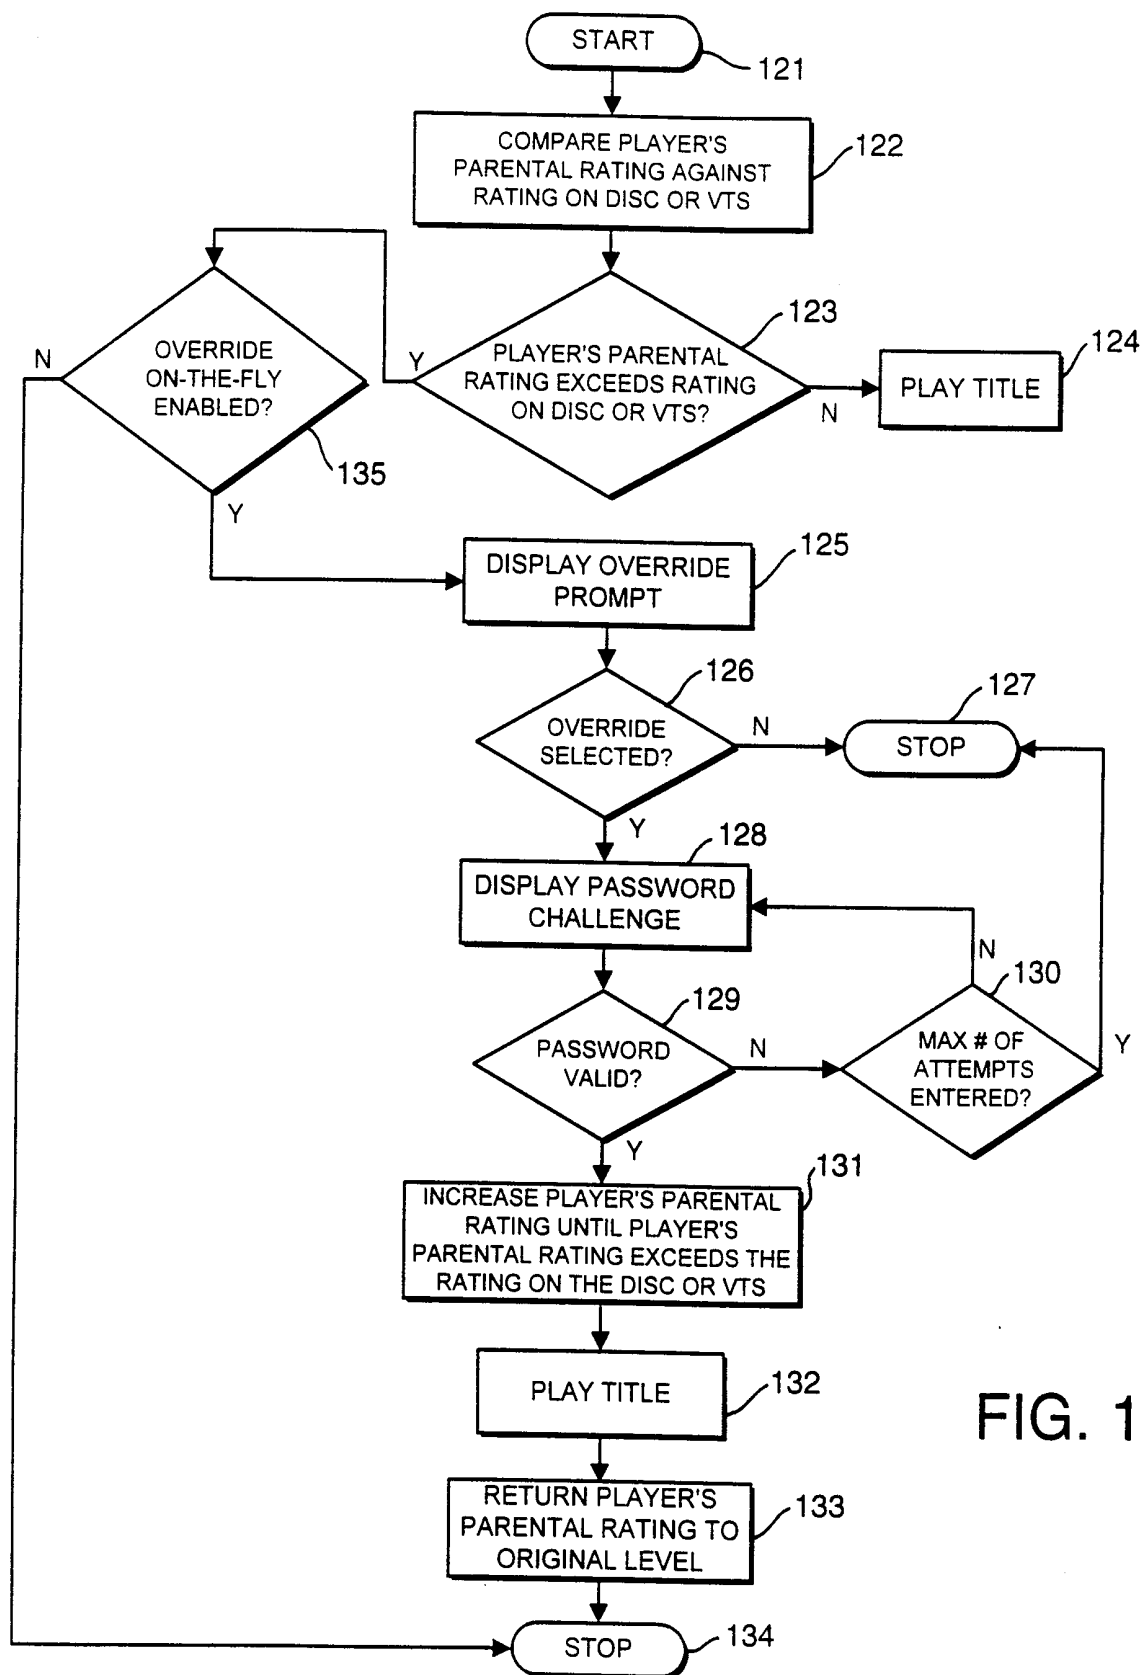 START
121
COMPARE PLAYER'S
PARENTAL RATING AGAINST
RATING ON DISC OR VTS
122
123
PLAYER'S PARENTAL
RATING EXCEEDS RATING
ON DISC OR VTS?
Y
N
124
PLAY TITLE
N
OVERRIDE
ON-THE-FLY
ENABLED?
135
Y
125
DISPLAY OVERRIDE
PROMPT
126
OVERRIDE
SELECTED?
N
127
STOP
Y
128
DISPLAY PASSWORD
CHALLENGE
N
129
PASSWORD
VALID?
N
130
MAX # OF
ATTEMPTS
ENTERED?
Y
Y
131
INCREASE PLAYER'S PARENTAL
RATING UNTIL PLAYER'S
PARENTAL RATING EXCEEDS THE
RATING ON THE DISC OR VTS
PLAY TITLE
132
RETURN PLAYER'S
PARENTAL RATING TO
ORIGINAL LEVEL
133
STOP
134
FIG. 1